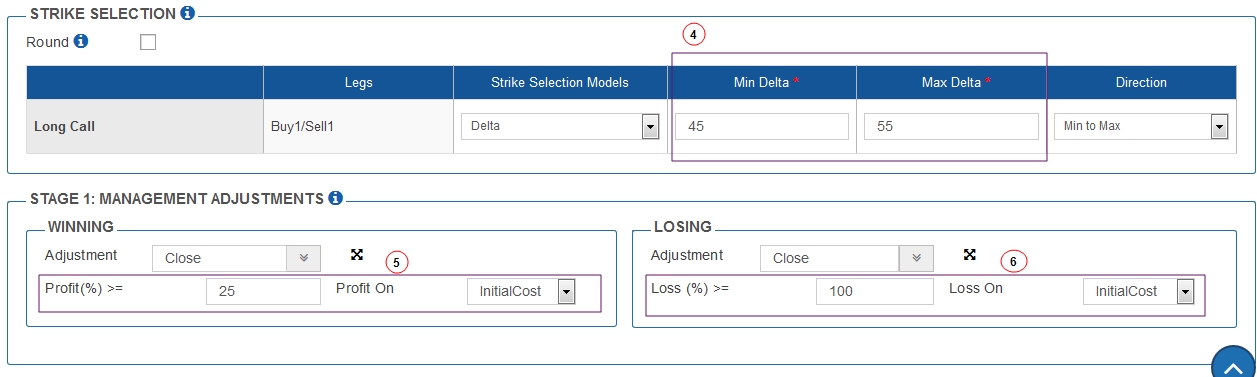 STRIKE SELECTION i
Round i
4
Legs Strike Selection Models Min Delta * Max Delta * Direction
Long Call Buy1/Sell1 Delta 45 55 Min to Max
STAGE 1: MANAGEMENT ADJUSTMENTS i
WINNING
Adjustment Close 5
Profit(%) >= 25 Profit On InitialCost
LOSING
Adjustment Close 6
Loss (%) >= 100 Loss On InitialCost